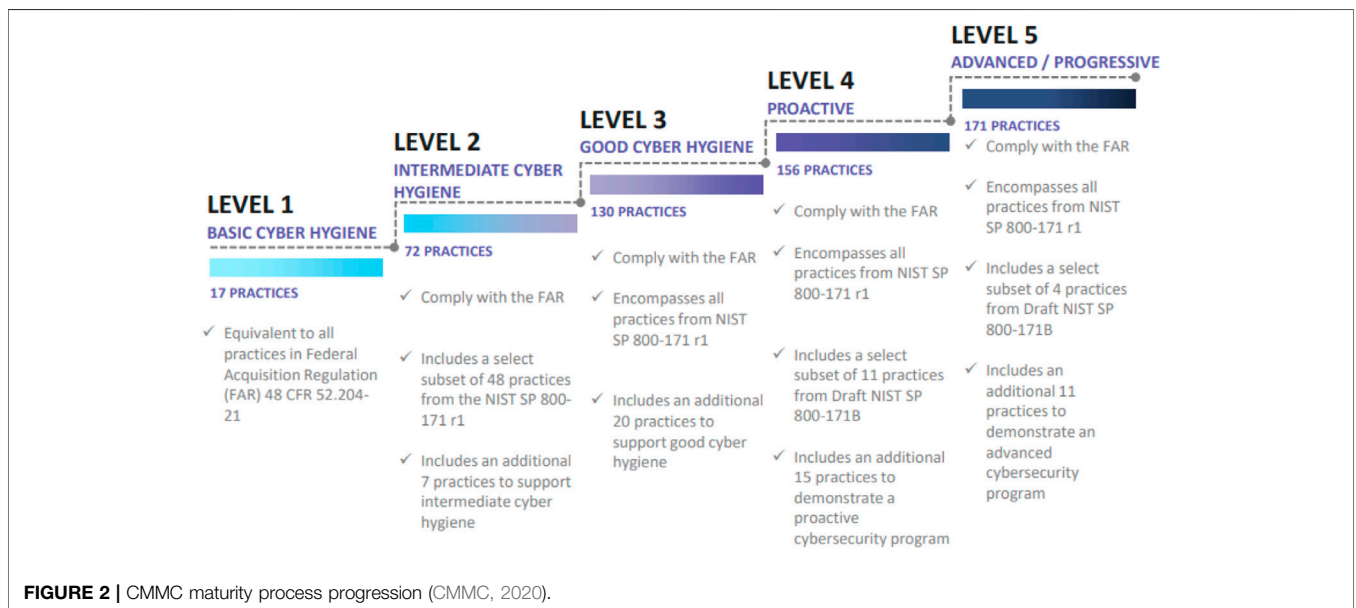 LEVEL 1
BASIC CYBER HYGIENE
17 PRACTICES
✓ Equivalent to all
practices in Federal
Acquisition Regulation
(FAR) 48 CFR 52.204-
21
LEVEL 2
INTERMEDIATE CYBER
HYGIENE
72 PRACTICES
✓ Comply with the FAR
✓ Includes a select
subset of 48 practices
from the NIST SP 800-
171 r1
✓ Includes an additional
7 practices to support
intermediate cyber
hygiene
LEVEL 3
GOOD CYBER HYGIENE
130 PRACTICES
✓ Comply with the FAR
✓ Encompasses all
practices from NIST
SP 800-171 r1
✓ Includes an additional
20 practices to
support good cyber
hygiene
LEVEL 4
PROACTIVE
156 PRACTICES
✓ Comply with the FAR
✓ Encompasses all
practices from NIST SP
800-171 r1
✓ Includes a select
subset of 11 practices
from Draft NIST SP
800-171B
✓ Includes an additional
15 practices to
demonstrate a
proactive
cybersecurity program
LEVEL 5
ADVANCED / PROGRESSIVE
171 PRACTICES
✓ Comply with the FAR
✓ Encompasses all
practices from NIST
SP 800-171 r1
✓ Includes a select
subset of 4 practices
from Draft NIST SP
800-171B
✓ Includes an
additional 11
practices to
demonstrate an
advanced
cybersecurity
program
FIGURE 2 | CMMC maturity process progression (CMMC, 2020).